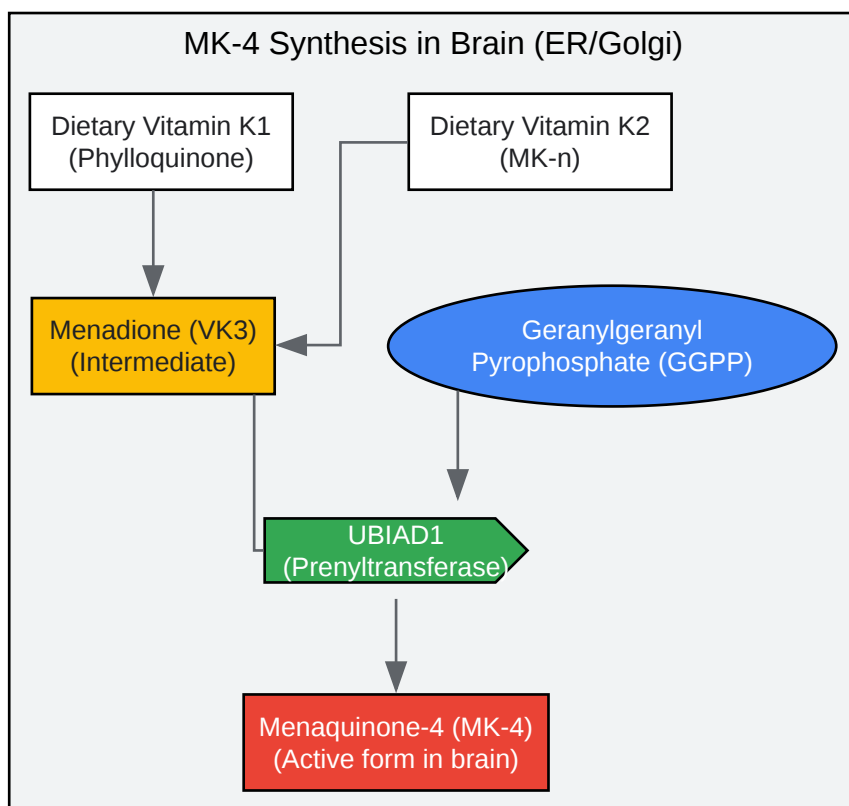 MK-4 Synthesis in Brain (ER/Golgi)
Dietary Vitamin K1
(Phylloquinone)
Dietary Vitamin K2
(MK-n)
Menadione (VK3)
(Intermediate)
Geranylgeranyl
Pyrophosphate (GGPP)
UBIAD1
(Prenyltransferase)
Menaquinone-4 (MK-4)
(Active form in brain)